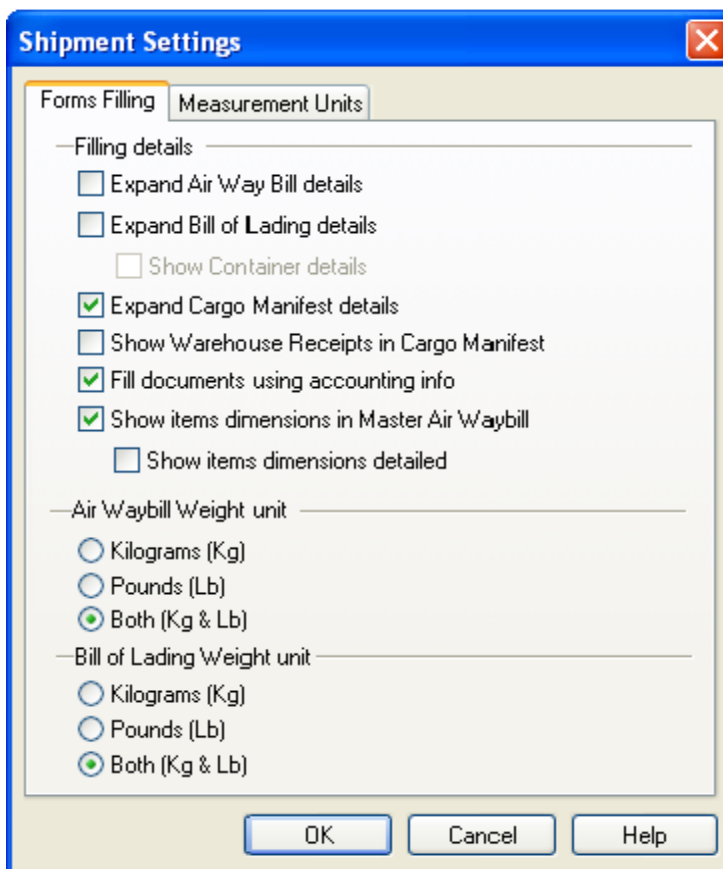 Shipment Settings
Forms Filling
Measurement Units
Filling details
Expand Air Way Bill details
Expand Bill of Lading details
Show Container details
Expand Cargo Manifest details
Show Warehouse Receipts in Cargo Manifest
Fill documents using accounting info
Show items dimensions in Master Air Waybill
Show items dimensions detailed
Air Waybill Weight unit
Kilograms (Kg)
Pounds (Lb)
Both (Kg & Lb)
Bill of Lading Weight unit
Kilograms (Kg)
Pounds (Lb)
Both (Kg & Lb)
OK
Cancel
Help